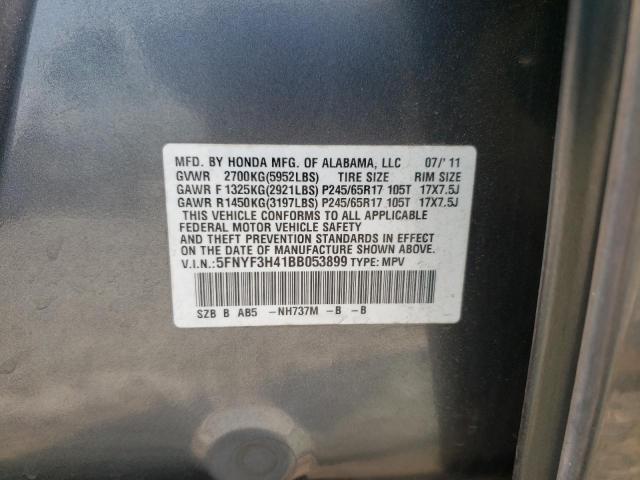 MFD. BY HONDA MFG. OF ALABAMA, LLC 07/'11
GVWR 2700KG(5952LBS) TIRE SIZE RIM SIZE
GAWR F 1325KG(2921LBS) P245/65R17 105T 17X7.5J
GAWR R 1450KG(3197LBS) P245/65R17 105T 17X7.5J
THIS VEHICLE CONFORMS TO ALL APPLICABLE
FEDERAL MOTOR VEHICLE SAFETY
AND THEFT PREVENTION STANDARDS IN EFFECT
ON THE DATE OF MANUFACTURE SHOWN ABOVE.
V.I.N.: 5FNYF3H41BB053899 TYPE: MPV
SZB B AB5 -NH737M -B -B